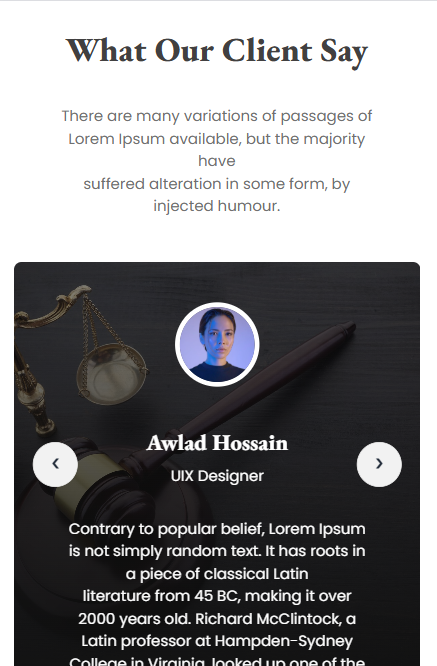 What Our Client Say
There are many variations of passages of
Lorem Ipsum available, but the majority
have
suffered alteration in some form, by
injected humour.
Awlad Hossain
‹
›
UIX Designer
Contrary to popular belief, Lorem Ipsum
is not simply random text. It has roots in
a piece of classical Latin
literature from 45 BC, making it over
2000 years old. Richard McClintock, a
Latin professor at Hampden-Sydney
College in Virginia, looked up one of the